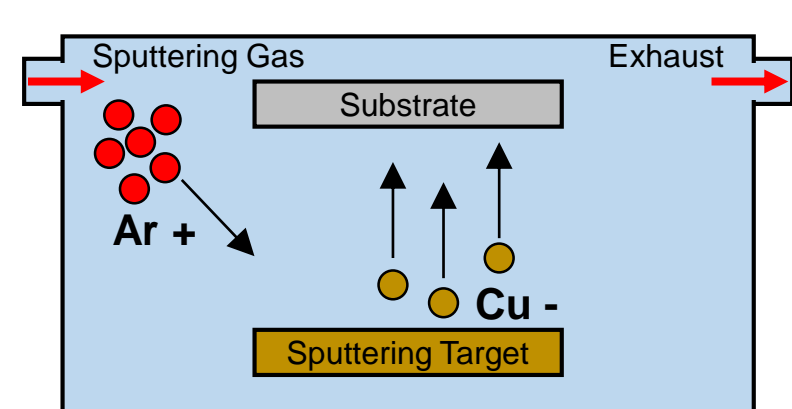 Sputtering Gas
Exhaust
Substrate
Ar +
Cu -
Sputtering Target